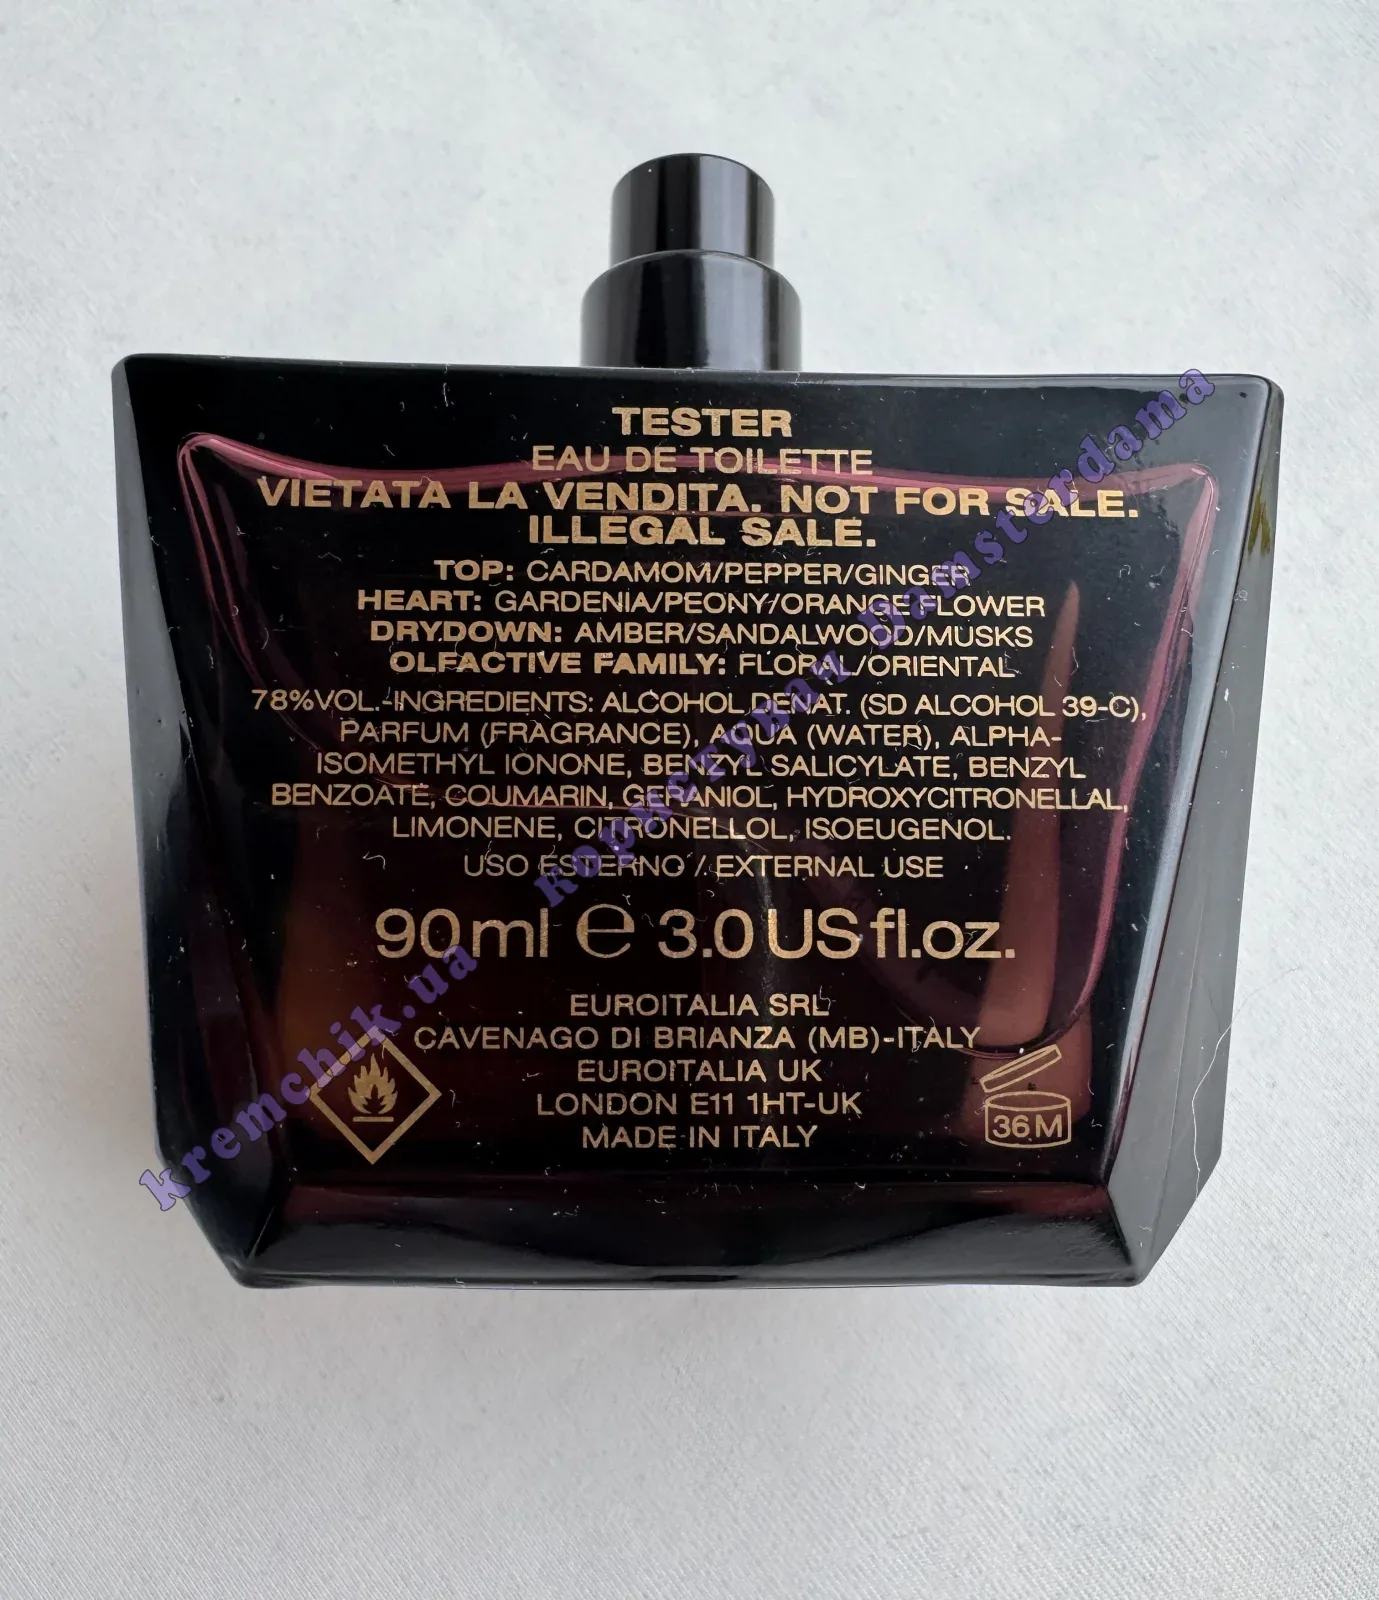 TESTER
EAU DE TOILETTE
VIETATA LA VENDITA. NOT FOR SALE.
ILLEGAL SALE.
TOP: CARDAMOM/PEPPER/GINGER
HEART: GARDENIA/PEONY/ORANGE FLOWER
DRYDOWN: AMBER/SANDALWOOD/MUSKS
OLFACTIVE FAMILY: FLORAL/ORIENTAL
78%VOL.-INGREDIENTS: ALCOHOL DENAT. (SD ALCOHOL 39-C),
PARFUM (FRAGRANCE), AQUA (WATER), ALPHA-
ISOMETHYL IONONE, BENZYL SALICYLATE, BENZYL
BENZOATE, COUMARIN, GERANIOL, HYDROXYCITRONELLAL,
LIMONENE, CITRONELLOL, ISOEUGENOL.
USO ESTERNO / EXTERNAL USE
90ml e 3.0 US fl.oz.
EUROITALIA SRL
CAVENAGO DI BRIANZA (MB)-ITALY
EUROITALIA UK
LONDON E11 1HT-UK
MADE IN ITALY
36M
kremchik.ua користувач Damsterdama